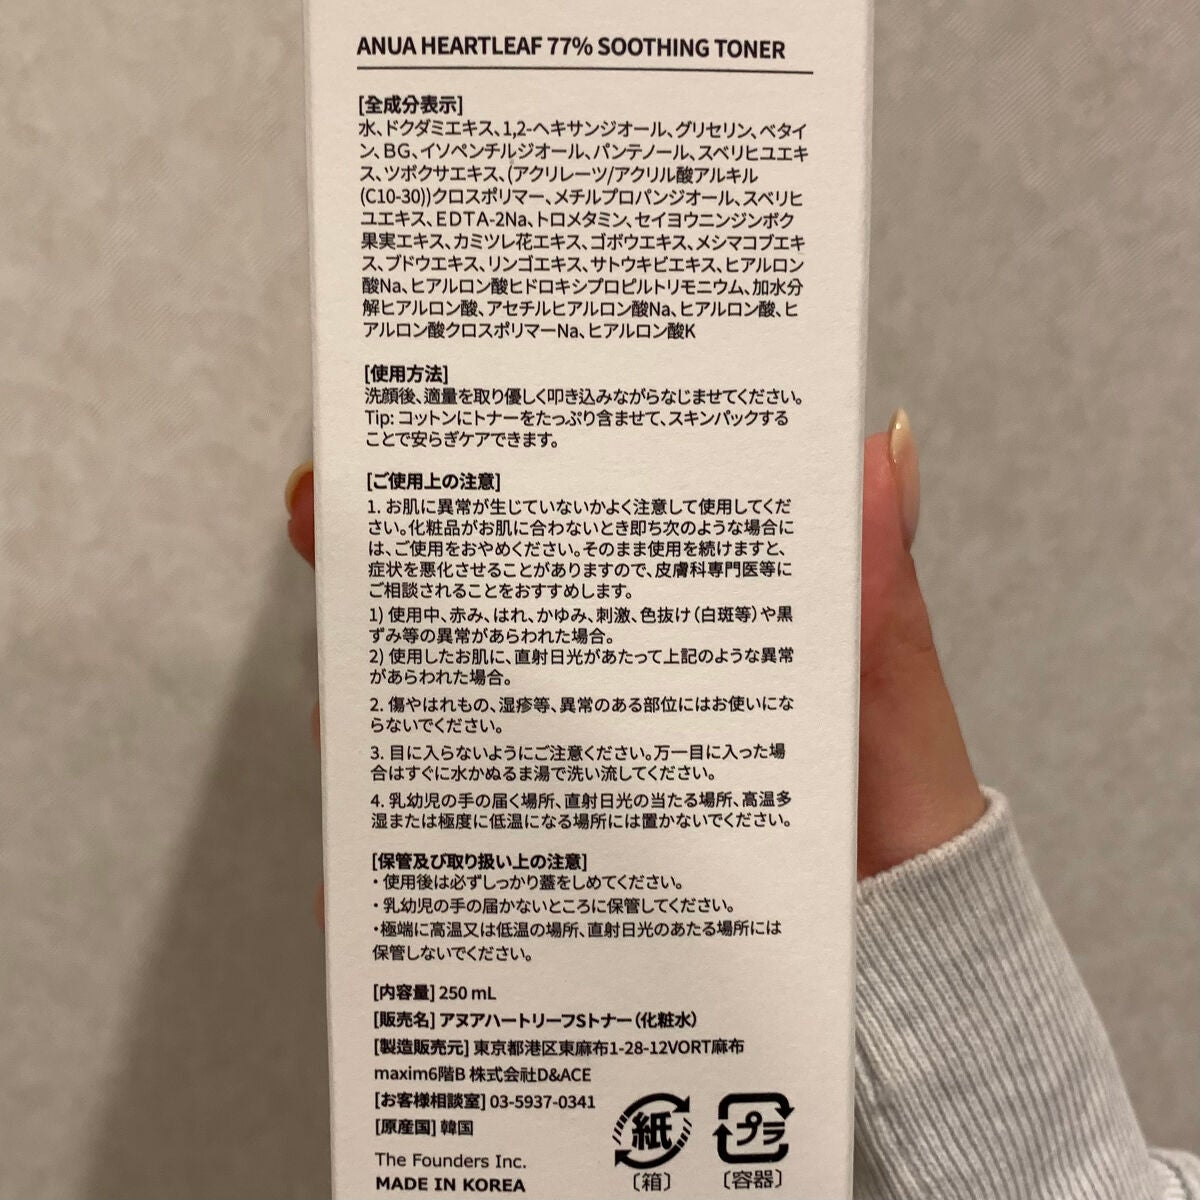 ANUA HEARTLEAF 77% SOOTHING TONER
[全成分表示]
水、ドクダミエキス、1,2-ヘキサンジオール、グリセリン、ベタイ
ン、BG、イソペンチルジオール、パンテノール、スベリヒユエキ
ス、ツボクサエキス、(アクリレーツ/アクリル酸アルキル
(C10-30))クロスポリマー、メチルプロパンジオール、スベリヒ
ユエキス、EDTA-2Na、トロメタミン、セイヨウニンジンボク
果実エキス、カミツレ花エキス、ゴボウエキス、メシマコブエキ
ス、ブドウエキス、リンゴエキス、サトウキビエキス、ヒアルロン
酸Na、ヒアルロン酸ヒドロキシプロピルトリモニウム、加水分
解ヒアルロン酸、アセチルヒアルロン酸Na、ヒアルロン酸、ヒ
アルロン酸クロスポリマーNa、ヒアルロン酸K
[使用方法]
洗顔後、適量を取り優しく叩き込みながらなじませてください。
Tip: コットンにトナーをたっぷり含ませて、スキンパックする
ことで安らぎケアできます。
[ご使用上の注意]
1. お肌に異常が生じていないかよく注意して使用してくだ
さい。化粧品がお肌に合わないとき即ち次のような場合に
は、ご使用をおやめください。そのまま使用を続けますと、
症状を悪化させることがありますので、皮膚科専門医等に
ご相談されることをおすすめします。
1) 使用中、赤み、はれ、かゆみ、刺激、色抜け(白斑等)や黒
ずみ等の異常があらわれた場合。
2) 使用したお肌に、直射日光があたって上記のような異常
があらわれた場合。
2. 傷やはれもの、湿疹等、異常のある部位にはお使いにな
らないでください。
3. 目に入らないようにご注意ください。万一目に入った場
合はすぐに水かぬるま湯で洗い流してください。
4. 乳幼児の手の届く場所、直射日光の当たる場所、高温多
湿または極度に低温になる場所には置かないでください。
[保管及び取り扱い上の注意]
・使用後は必ずしっかり蓋をしめてください。
・乳幼児の手の届かないところに保管してください。
・極端に高温又は低温の場所、直射日光のあたる場所には
保管しないでください。
[内容量] 250 mL
[販売名] アヌアハートリーフSトナー(化粧水)
[製造販売元] 東京都港区東麻布1-28-12VORT麻布
maxim6階B 株式会社D&ACE
[お客様相談室] 03-5937-0341
[原産国] 韓国
The Founders Inc.
MADE IN KOREA
紙
〔箱〕
プラ
〔容器〕